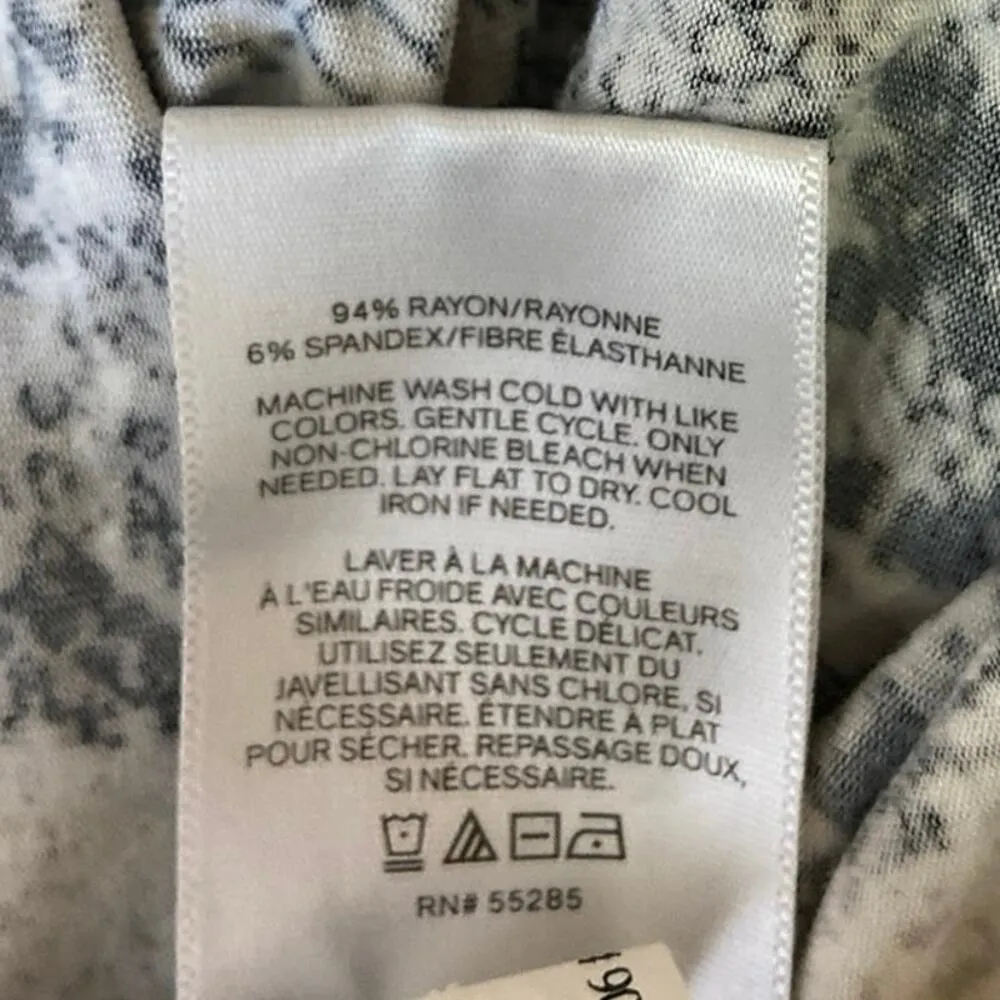 94% RAYON/RAYONNE
6% SPANDEX/FIBRE ÉLASTHANNE
MACHINE WASH COLD WITH LIKE
COLORS. GENTLE CYCLE. ONLY
NON-CHLORINE BLEACH WHEN
NEEDED. LAY FLAT TO DRY. COOL
IRON IF NEEDED.
LAVER À LA MACHINE
À L'EAU FROIDE AVEC COULEURS
SIMILAIRES. CYCLE DÉLICAT.
UTILISEZ SEULEMENT DU
JAVELLISANT SANS CHLORE, SI
NÉCESSAIRE. ÉTENDRE À PLAT
POUR SÉCHER. REPASSAGE DOUX,
SI NÉCESSAIRE.
RN# 55285